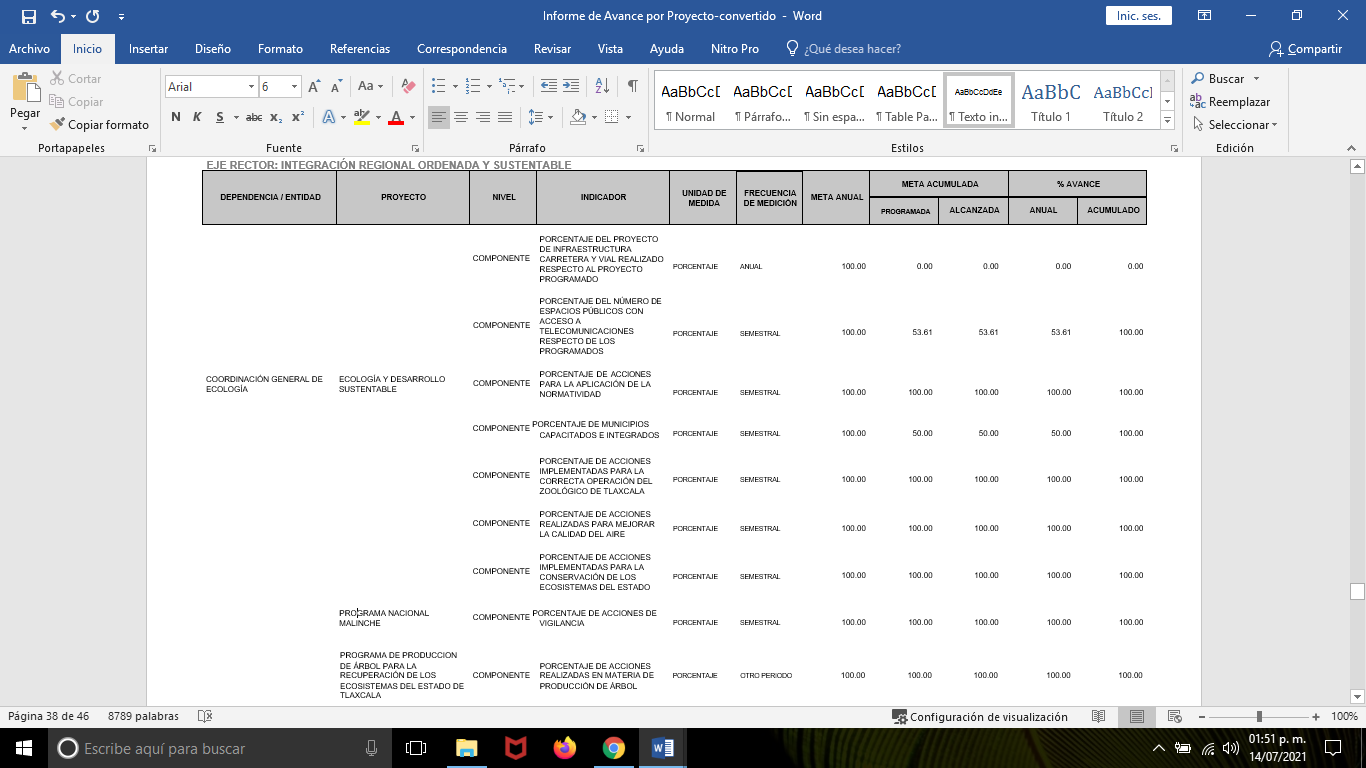 Informe de Avance por Proyecto-convertido - Word
Inic. ses.
Archivo Inicio Insertar Diseño Formato Referencias Correspondencia Revisar Vista Ayuda Nitro Pro ¿Qué desea hacer? Compartir
Pegar
Cortar
Copiar
Copiar formato
Portapapeles
Arial 6
N K S abc x₂ x²
Fuente
Párrafo
AaBbCcDc AaBbCcDc AaBbCcDc AaBbCcDc AaBbCcDdEe AaBbC AaBbCcI
¶ Normal ¶ Párrafo... ¶ Sin espa... ¶ Table Pa... ¶ Texto in... Título 1 Título 2
Estilos
Buscar
Reemplazar
Seleccionar
Edición
EJE RECTOR: INTEGRACIÓN REGIONAL ORDENADA Y SUSTENTABLE
DEPENDENCIA / ENTIDAD PROYECTO NIVEL INDICADOR UNIDAD DE MEDIDA FRECUENCIA DE MEDICIÓN META ANUAL META ACUMULADA % AVANCE
PROGRAMADA ALCANZADA ANUAL ACUMULADO
COMPONENTE
PORCENTAJE DEL PROYECTO
DE INFRAESTRUCTURA
CARRETERA Y VIAL REALIZADO
RESPECTO AL PROYECTO
PROGRAMADO
PORCENTAJE ANUAL 100.00 0.00 0.00 0.00 0.00
COMPONENTE
PORCENTAJE DEL NÚMERO DE
ESPACIOS PÚBLICOS CON
ACCESO A
TELECOMUNICACIONES
RESPECTO DE LOS
PROGRAMADOS
PORCENTAJE SEMESTRAL 100.00 53.61 53.61 53.61 100.00
COORDINACIÓN GENERAL DE
ECOLOGÍA
ECOLOGÍA Y DESARROLLO
SUSTENTABLE
COMPONENTE
PORCENTAJE DE ACCIONES
PARA LA APLICACIÓN DE LA
NORMATIVIDAD
PORCENTAJE SEMESTRAL 100.00 100.00 100.00 100.00 100.00
COMPONENTE
PORCENTAJE DE MUNICIPIOS
CAPACITADOS E INTEGRADOS
PORCENTAJE SEMESTRAL 100.00 50.00 50.00 50.00 100.00
COMPONENTE
PORCENTAJE DE ACCIONES
IMPLEMENTADAS PARA LA
CORRECTA OPERACIÓN DEL
ZOOLÓGICO DE TLAXCALA
PORCENTAJE SEMESTRAL 100.00 100.00 100.00 100.00 100.00
COMPONENTE
PORCENTAJE DE ACCIONES
REALIZADAS PARA MEJORAR
LA CALIDAD DEL AIRE
PORCENTAJE SEMESTRAL 100.00 100.00 100.00 100.00 100.00
COMPONENTE
PORCENTAJE DE ACCIONES
IMPLEMENTADAS PARA LA
CONSERVACIÓN DE LOS
ECOSISTEMAS DEL ESTADO
PORCENTAJE SEMESTRAL 100.00 100.00 100.00 100.00 100.00
PROGRAMA NACIONAL
MALINCHE
COMPONENTE
PORCENTAJE DE ACCIONES DE
VIGILANCIA
PORCENTAJE SEMESTRAL 100.00 100.00 100.00 100.00 100.00
PROGRAMA DE PRODUCCION
DE ÁRBOL PARA LA
RECUPERACIÓN DE LOS
ECOSISTEMAS DEL ESTADO DE
TLAXCALA
COMPONENTE
PORCENTAJE DE ACCIONES
REALIZADAS EN MATERIA DE
PRODUCCIÓN DE ÁRBOL
PORCENTAJE OTRO PERIODO 100.00 100.00 100.00 100.00 100.00
Página 38 de 46 8789 palabras Configuración de visualización 100%
Escribe aquí para buscar
01:51 p. m.
14/07/2021